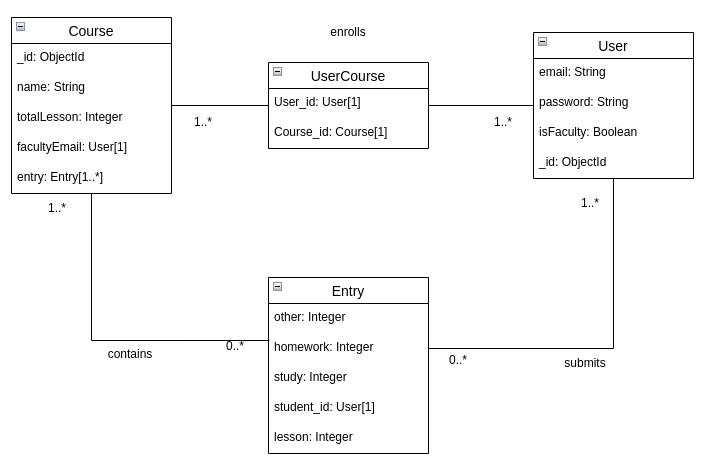 Course
_id: ObjectId
name: String
totalLesson: Integer
facultyEmail: User[1]
entry: Entry[1..*]
enrolls
UserCourse
User_id: User[1]
Course_id: Course[1]
User
email: String
password: String
isFaculty: Boolean
_id: ObjectId
1..*
1..*
1..*
1..*
Entry
other: Integer
homework: Integer
study: Integer
student_id: User[1]
lesson: Integer
contains
0..*
0..*
submits